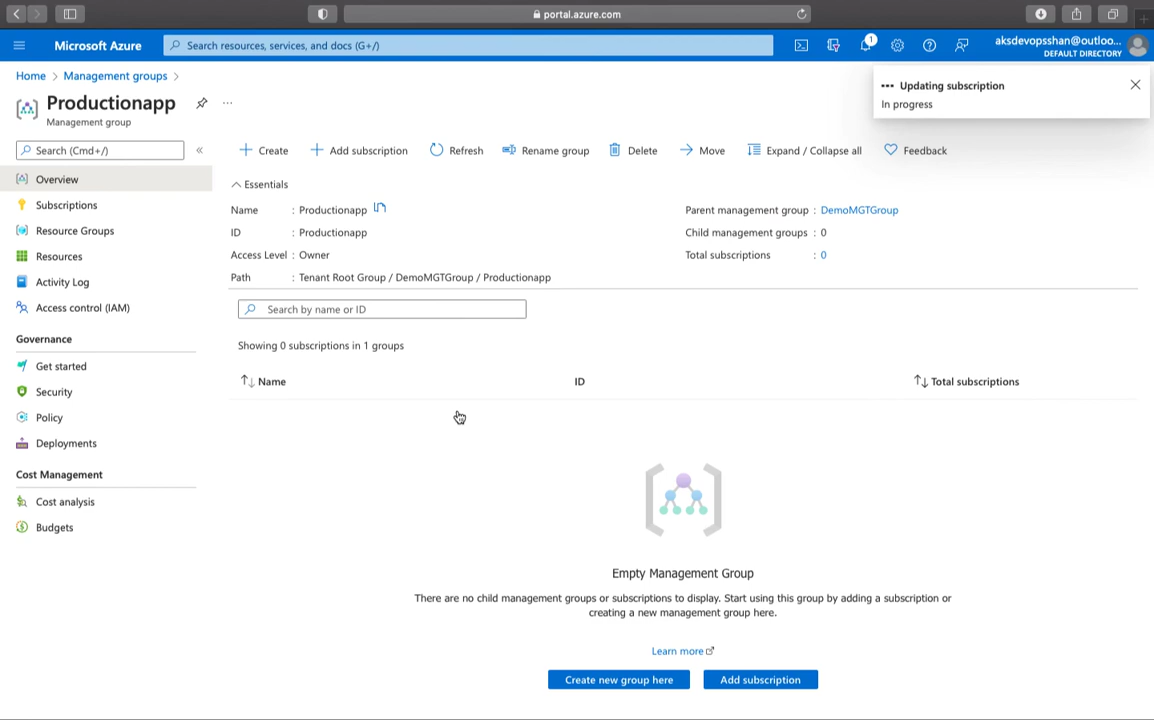 portal.azure.com
Microsoft Azure
Search resources, services, and docs (G+/)
1
aksdevopsshan@outloo...
DEFAULT DIRECTORY
Home > Management groups >
Updating subscription
In progress
Productionapp
Management group
Search (Cmd+/)
Create
Add subscription
Refresh
Rename group
Delete
Move
Expand / Collapse all
Feedback
Overview
Subscriptions
Resource Groups
Resources
Activity Log
Access control (IAM)
Governance
Get started
Security
Policy
Deployments
Cost Management
Cost analysis
Budgets
Essentials
Name : Productionapp
ID : Productionapp
Access Level : Owner
Path : Tenant Root Group / DemoMGTGroup / Productionapp
Parent management group : DemoMGTGroup
Child management groups : 0
Total subscriptions : 0
Search by name or ID
Showing 0 subscriptions in 1 groups
Name ID Total subscriptions
Empty Management Group
There are no child management groups or subscriptions to display. Start using this group by adding a subscription or
creating a new management group here.
Learn more
Create new group here
Add subscription